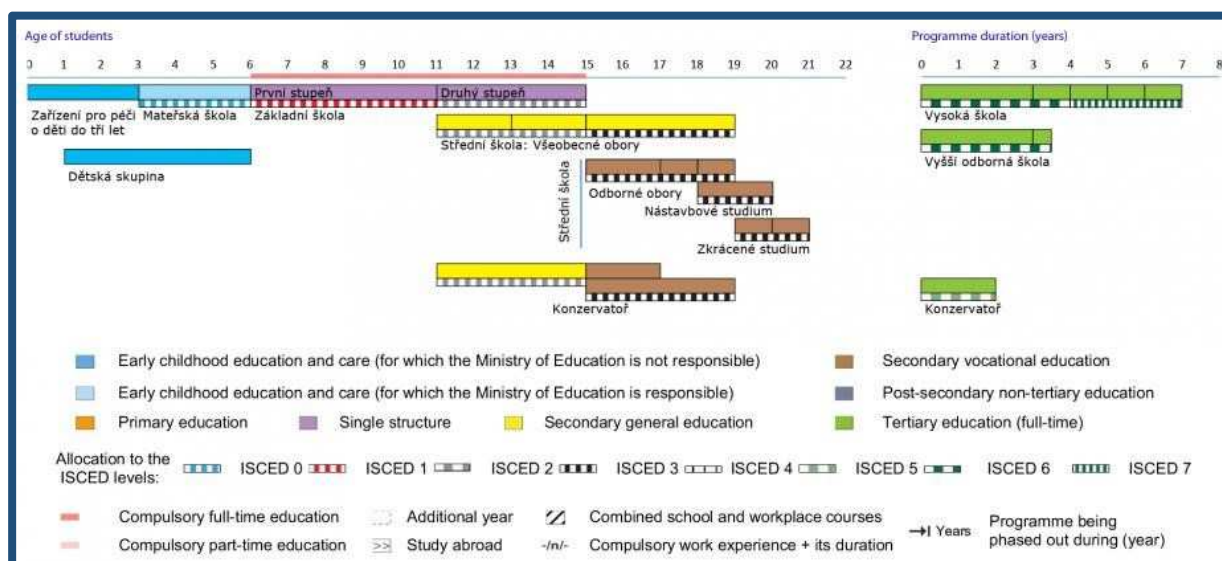 Age of students
Programme duration (years)
0 1 2 3 4 5 6 7 8 9 10 11 12 13 14 15 16 17 18 19 20 21 22
0 1 2 3 4 5 6 7 8
První stupeň
Druhý stupeň
Zařízení pro péči
o děti do tří let
Mateřská škola
Základní škola
Vysoká škola
Střední škola: Všeobecné obory
Vyšší odborná škola
Dětská skupina
Střední škola
Odborné obory
Nástavbové studium
Zkrácené studium
Konzervatoř
Konzervatoř
Early childhood education and care (for which the Ministry of Education is not responsible)
Secondary vocational education
Early childhood education and care (for which the Ministry of Education is responsible)
Post-secondary non-tertiary education
Primary education
Single structure
Secondary general education
Tertiary education (full-time)
Allocation to the
ISCED levels:
ISCED 0
ISCED 1
ISCED 2
ISCED 3
ISCED 4
ISCED 5
ISCED 6
ISCED 7
Compulsory full-time education
Additional year
Combined school and workplace courses
Years
Programme being
phased out during (year)
Compulsory part-time education
>> Study abroad
-/n/- Compulsory work experience + its duration